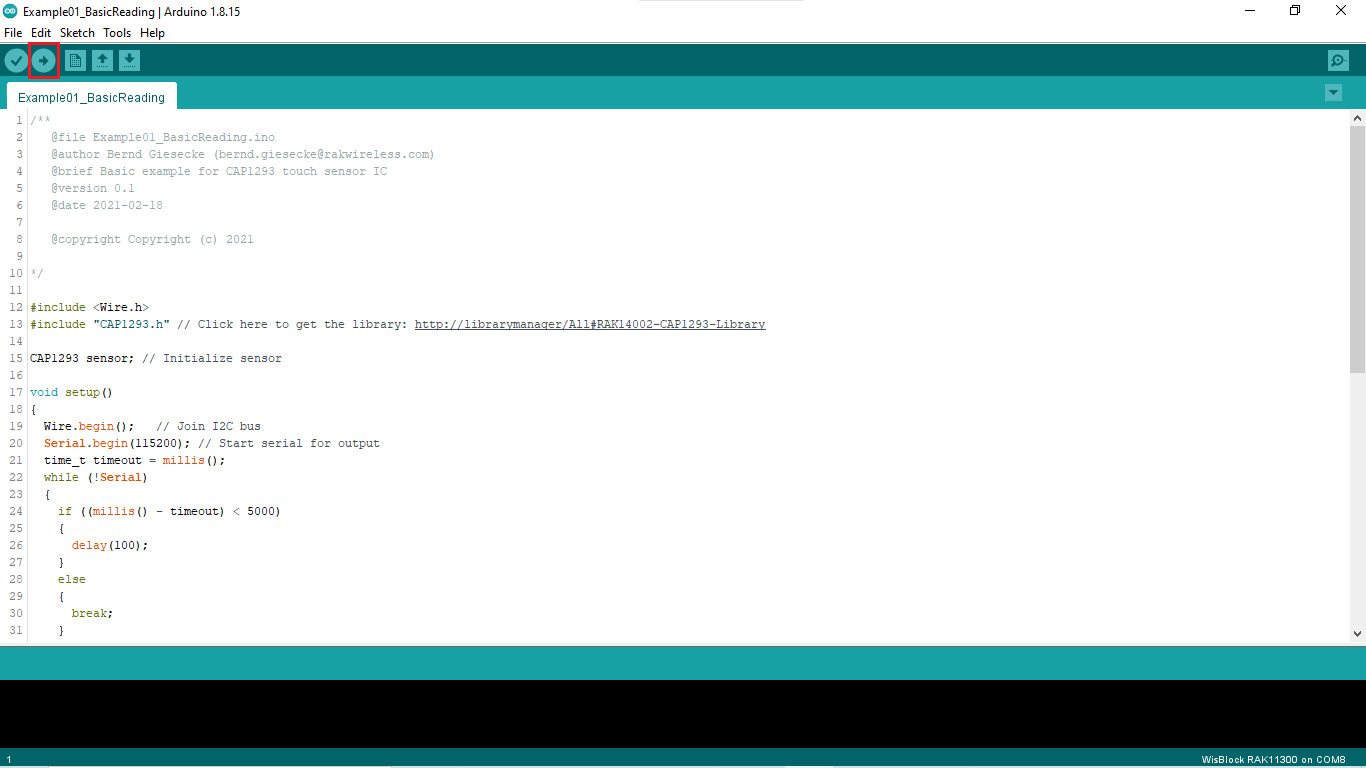 Example01_BasicReading | Arduino 1.8.15
File Edit Sketch Tools Help
Example01_BasicReading
1 /**
2 @file Example01_BasicReading.ino
3 @author Bernd Giesecke (bernd.giesecke@rakwireless.com)
4 @brief Basic example for CAP1293 touch sensor IC
5 @version 0.1
6 @date 2021-02-18
7
8 @copyright Copyright (c) 2021
9
10 */
11
12 #include <Wire.h>
13 #include "CAP1293.h" // Click here to get the library: http://librarymanager/All#RAK14002-CAP1293-Library
14
15 CAP1293 sensor; // Initialize sensor
16
17 void setup()
18 {
19 Wire.begin(); // Join I2C bus
20 Serial.begin(115200); // Start serial for output
21 time_t timeout = millis();
22 while (!Serial)
23 {
24 if ((millis() - timeout) < 5000)
25 {
26 delay(100);
27 }
28 else
29 {
30 break;
31 }
1 WisBlock RAK11300 on COM8